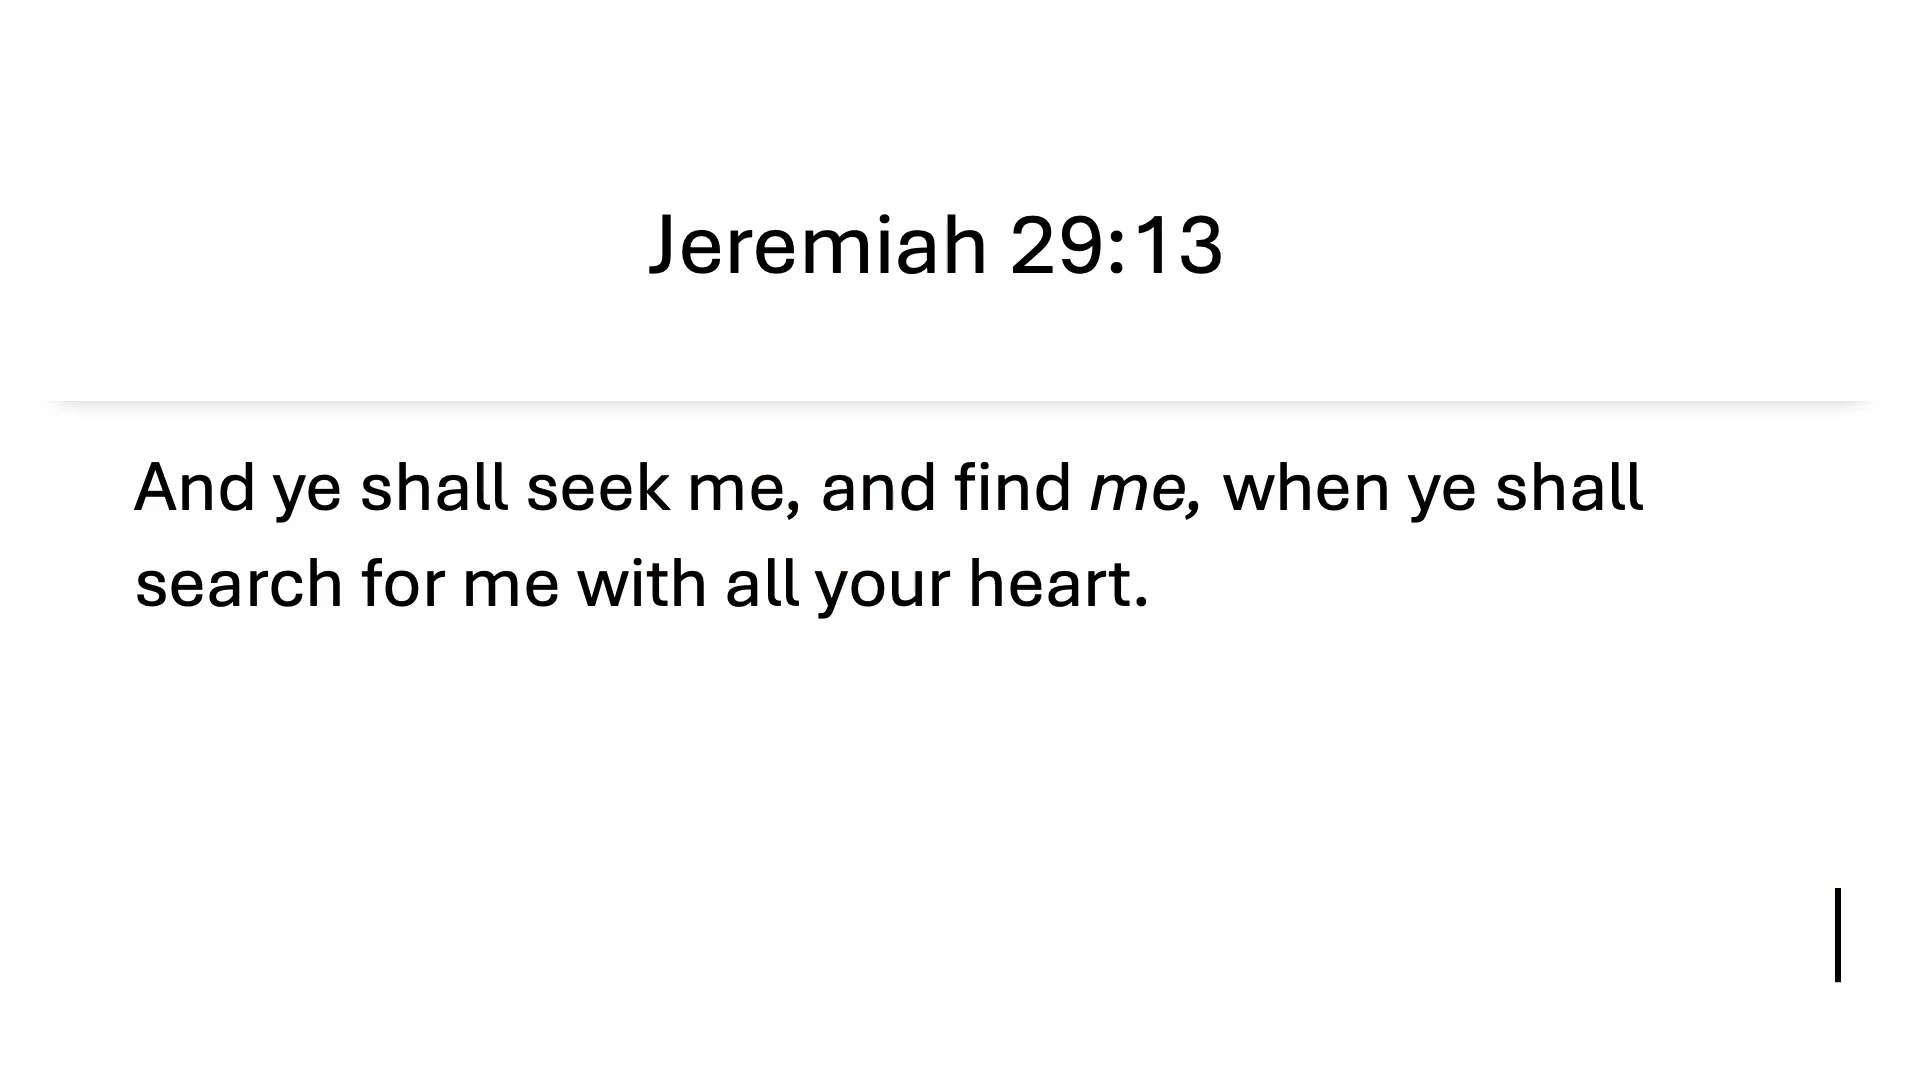 Jeremiah 29:13
And ye shall seek me, and find me, when ye shall
search for me with all your heart.